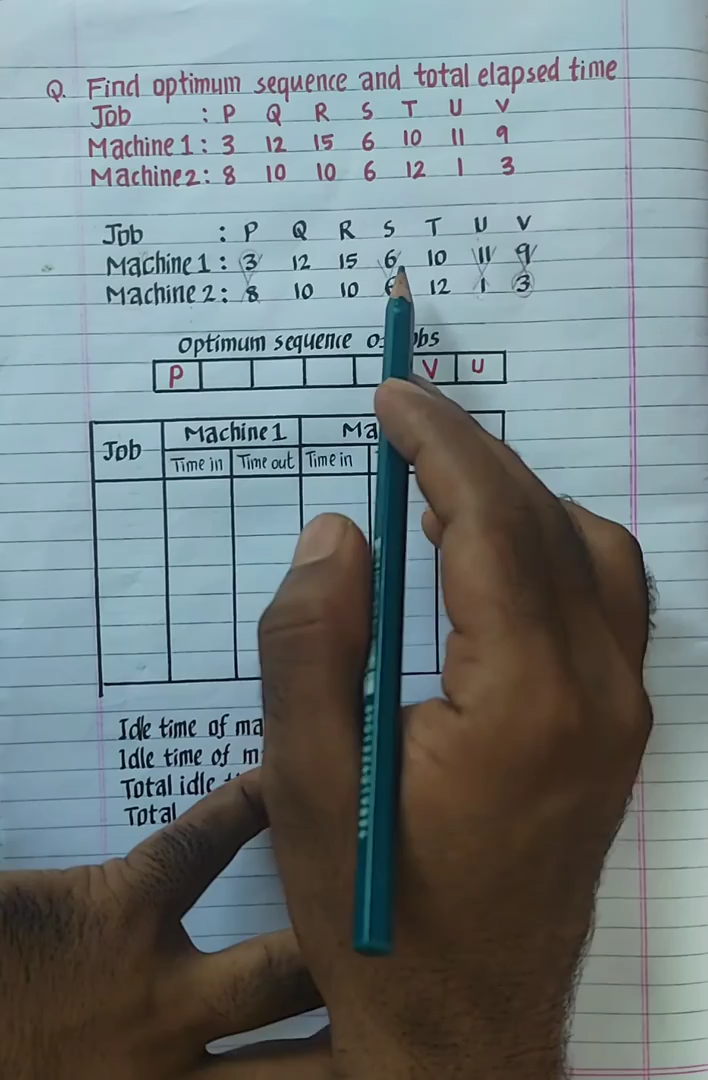 Q. Find optimum sequence and total elapsed time
Job : P Q R S T U V
Machine 1 : 3 12 15 6 10 11 9
Machine 2 : 8 10 10 6 12 1 3
Job : P Q R S T U V
Machine 1 : 3 12 15 6 10 11 9
Machine 2 : 8 10 10 12 1 3
Optimum sequence
P V U
Job Machine 1
Time in Time out Time in
Idle time of
Idle time of
Total idle
Total